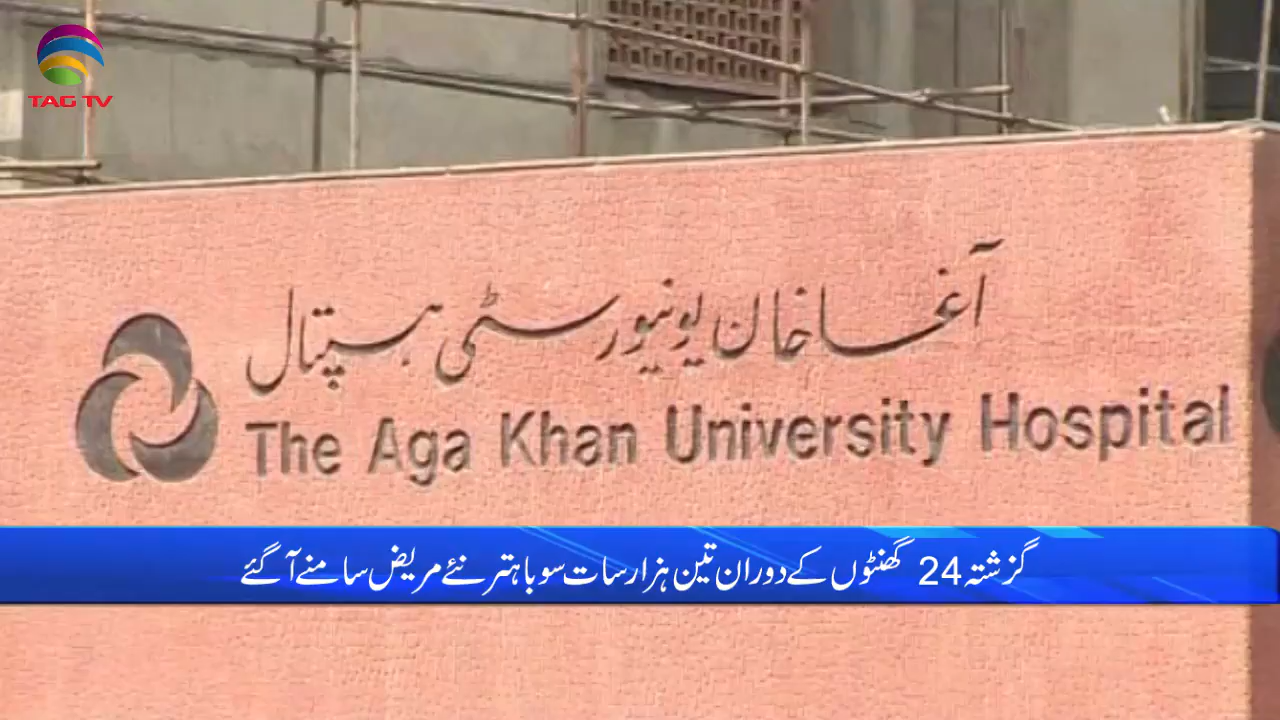 TAG TV
آغا خان یونیورسٹی ہسپتال
The Aga Khan University Hospital
گزشتہ 24 گھنٹوں کے دوران تین ہزار سات سو باہتر نئے مریض سامنے آگئے